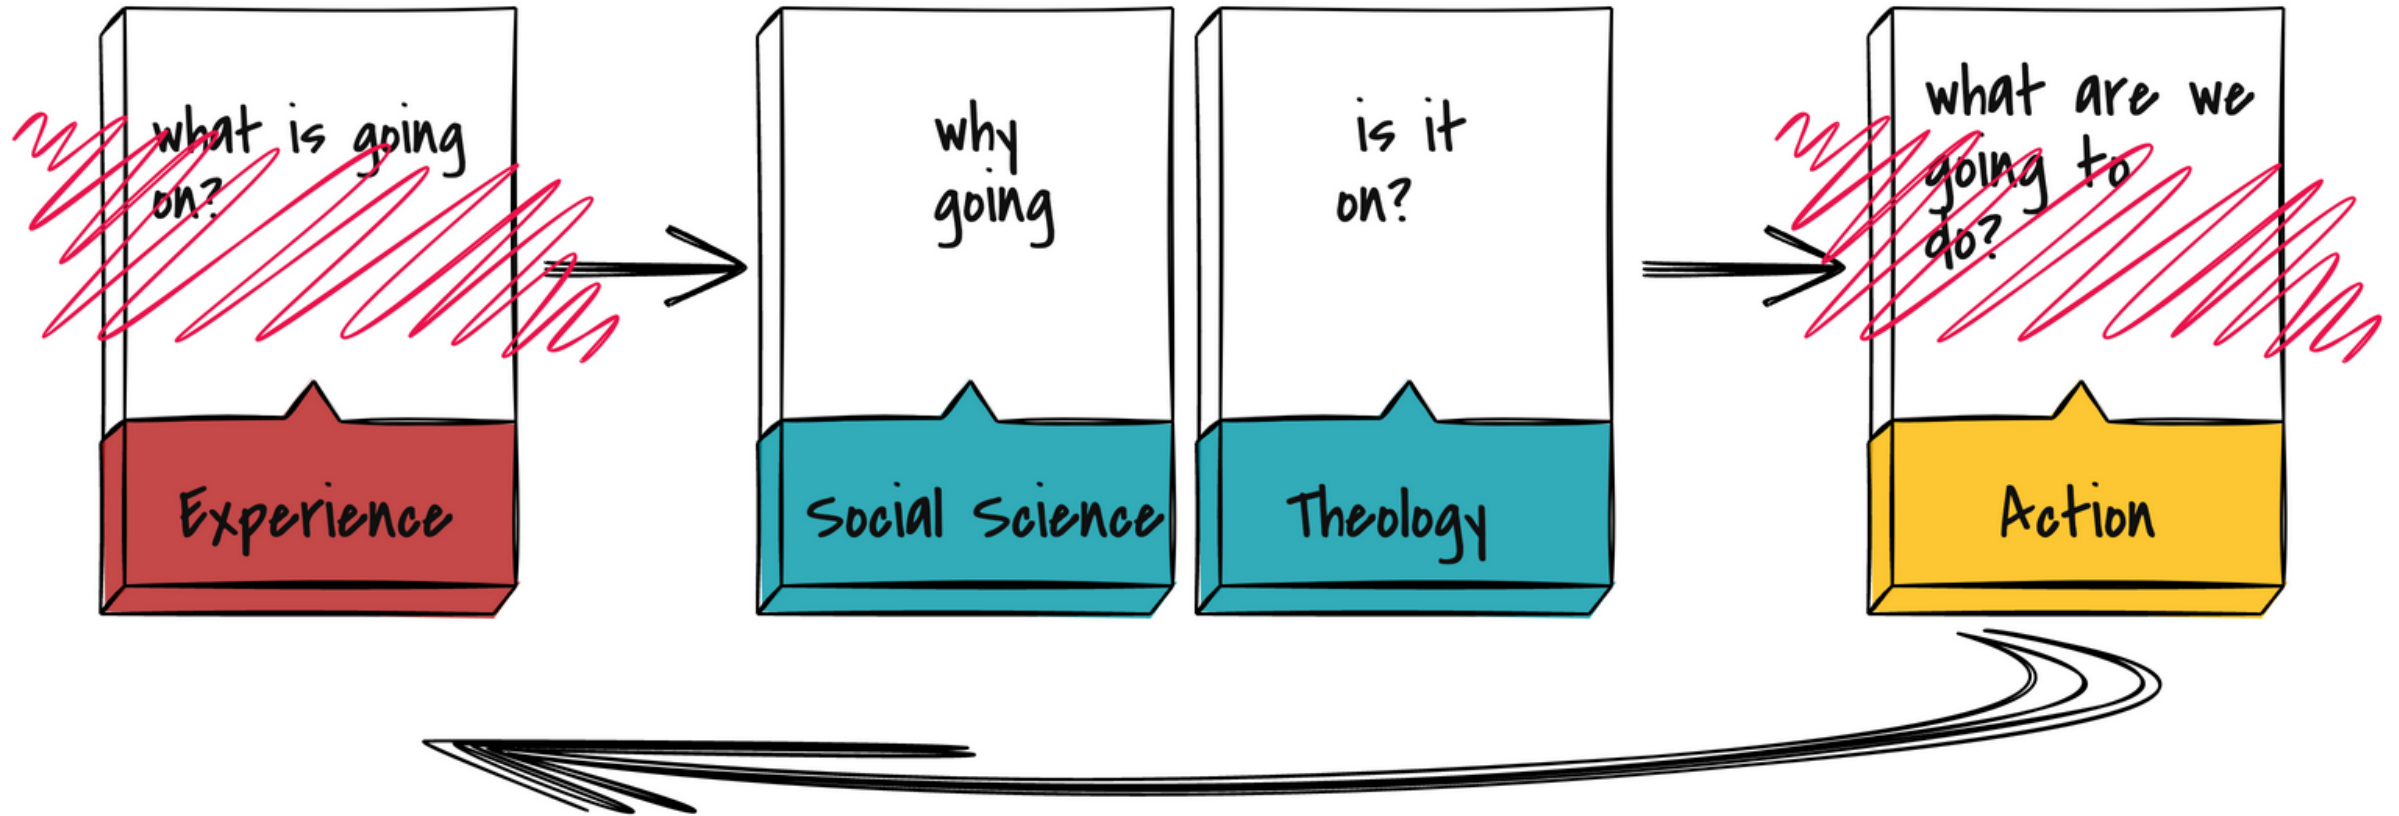 what is going
on?
Experience
why
going
Social Science
is it
on?
Theology
what are we
going to
do?
Action